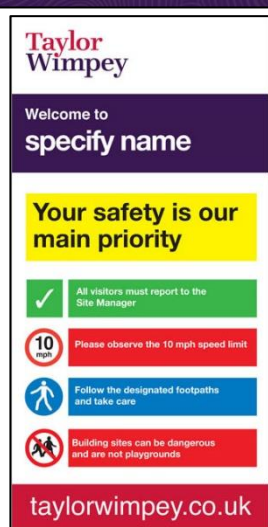 Taylor
Wimpey
Welcome to
specify name
Your safety is our
main priority
All visitors must report to the
Site Manager
10
mph
Please observe the 10 mph speed limit
Follow the designated footpaths
and take care
Building sites can be dangerous
and are not playgrounds
taylorwimpey.co.uk